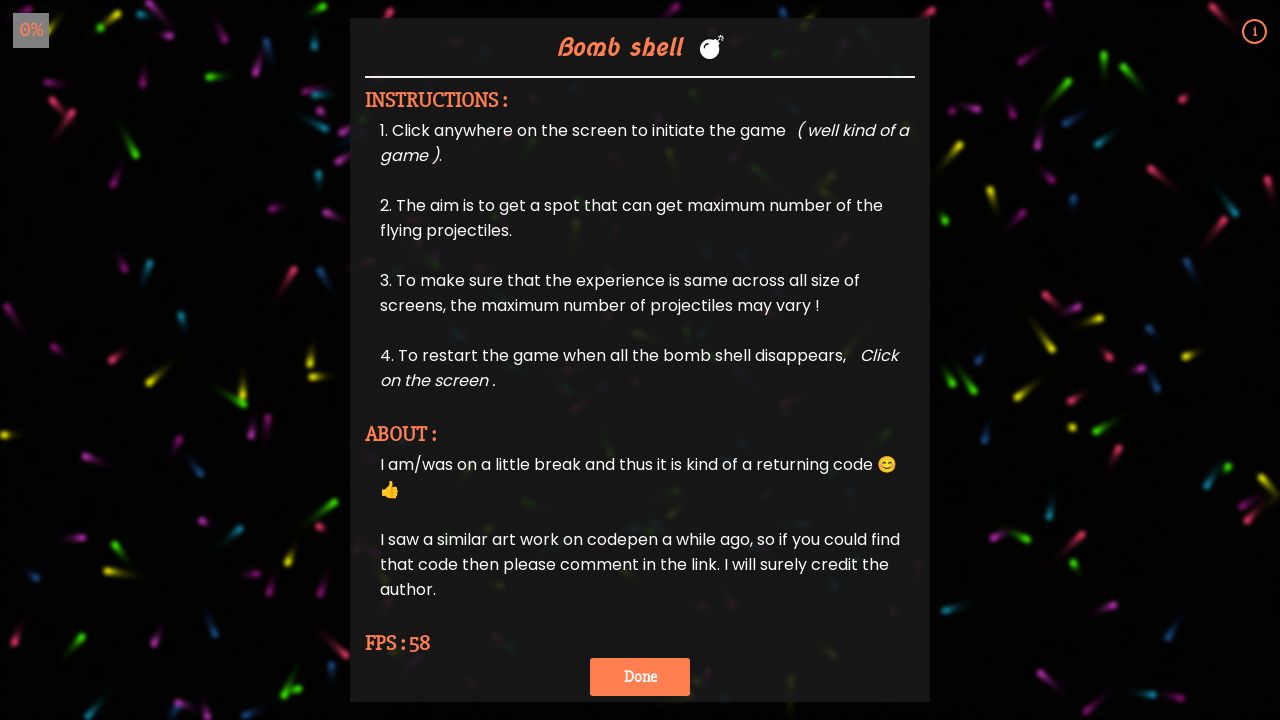 0%
i
Bomb shell 💣
INSTRUCTIONS :
1. Click anywhere on the screen to initiate the game ( well kind of a
game ).
2. The aim is to get a spot that can get maximum number of the
flying projectiles.
3. To make sure that the experience is same across all size of
screens, the maximum number of projectiles may vary !
4. To restart the game when all the bomb shell disappears, Click
on the screen .
ABOUT :
I am/was on a little break and thus it is kind of a returning code 😊
👍
I saw a similar art work on codepen a while ago, so if you could find
that code then please comment in the link. I will surely credit the
author.
FPS : 58
Done